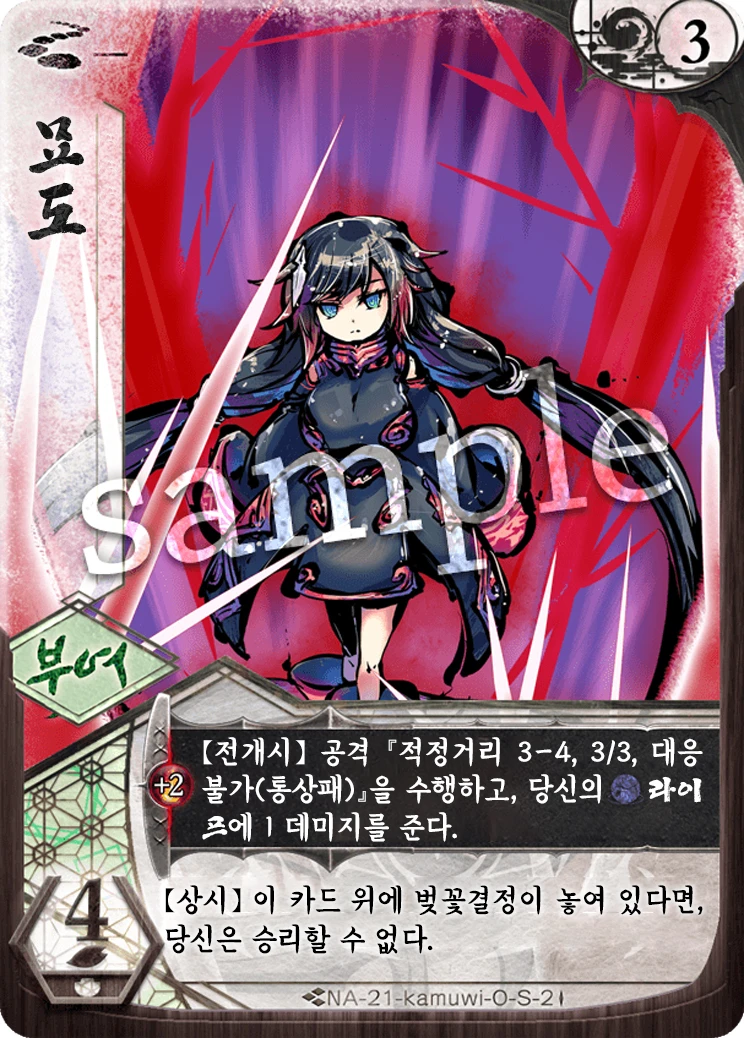 3
묘도
sample
부여
【전개시】 공격 『적정거리 3-4, 3/3, 대응
+2
불가(통상패)』을 수행하고, 당신의 라이
프에 1 데미지를 준다.
4
【상시】 이 카드 위에 벚꽃결정이 놓여 있다면,
당신은 승리할 수 없다.
NA-21-kamuwi-O-S-2